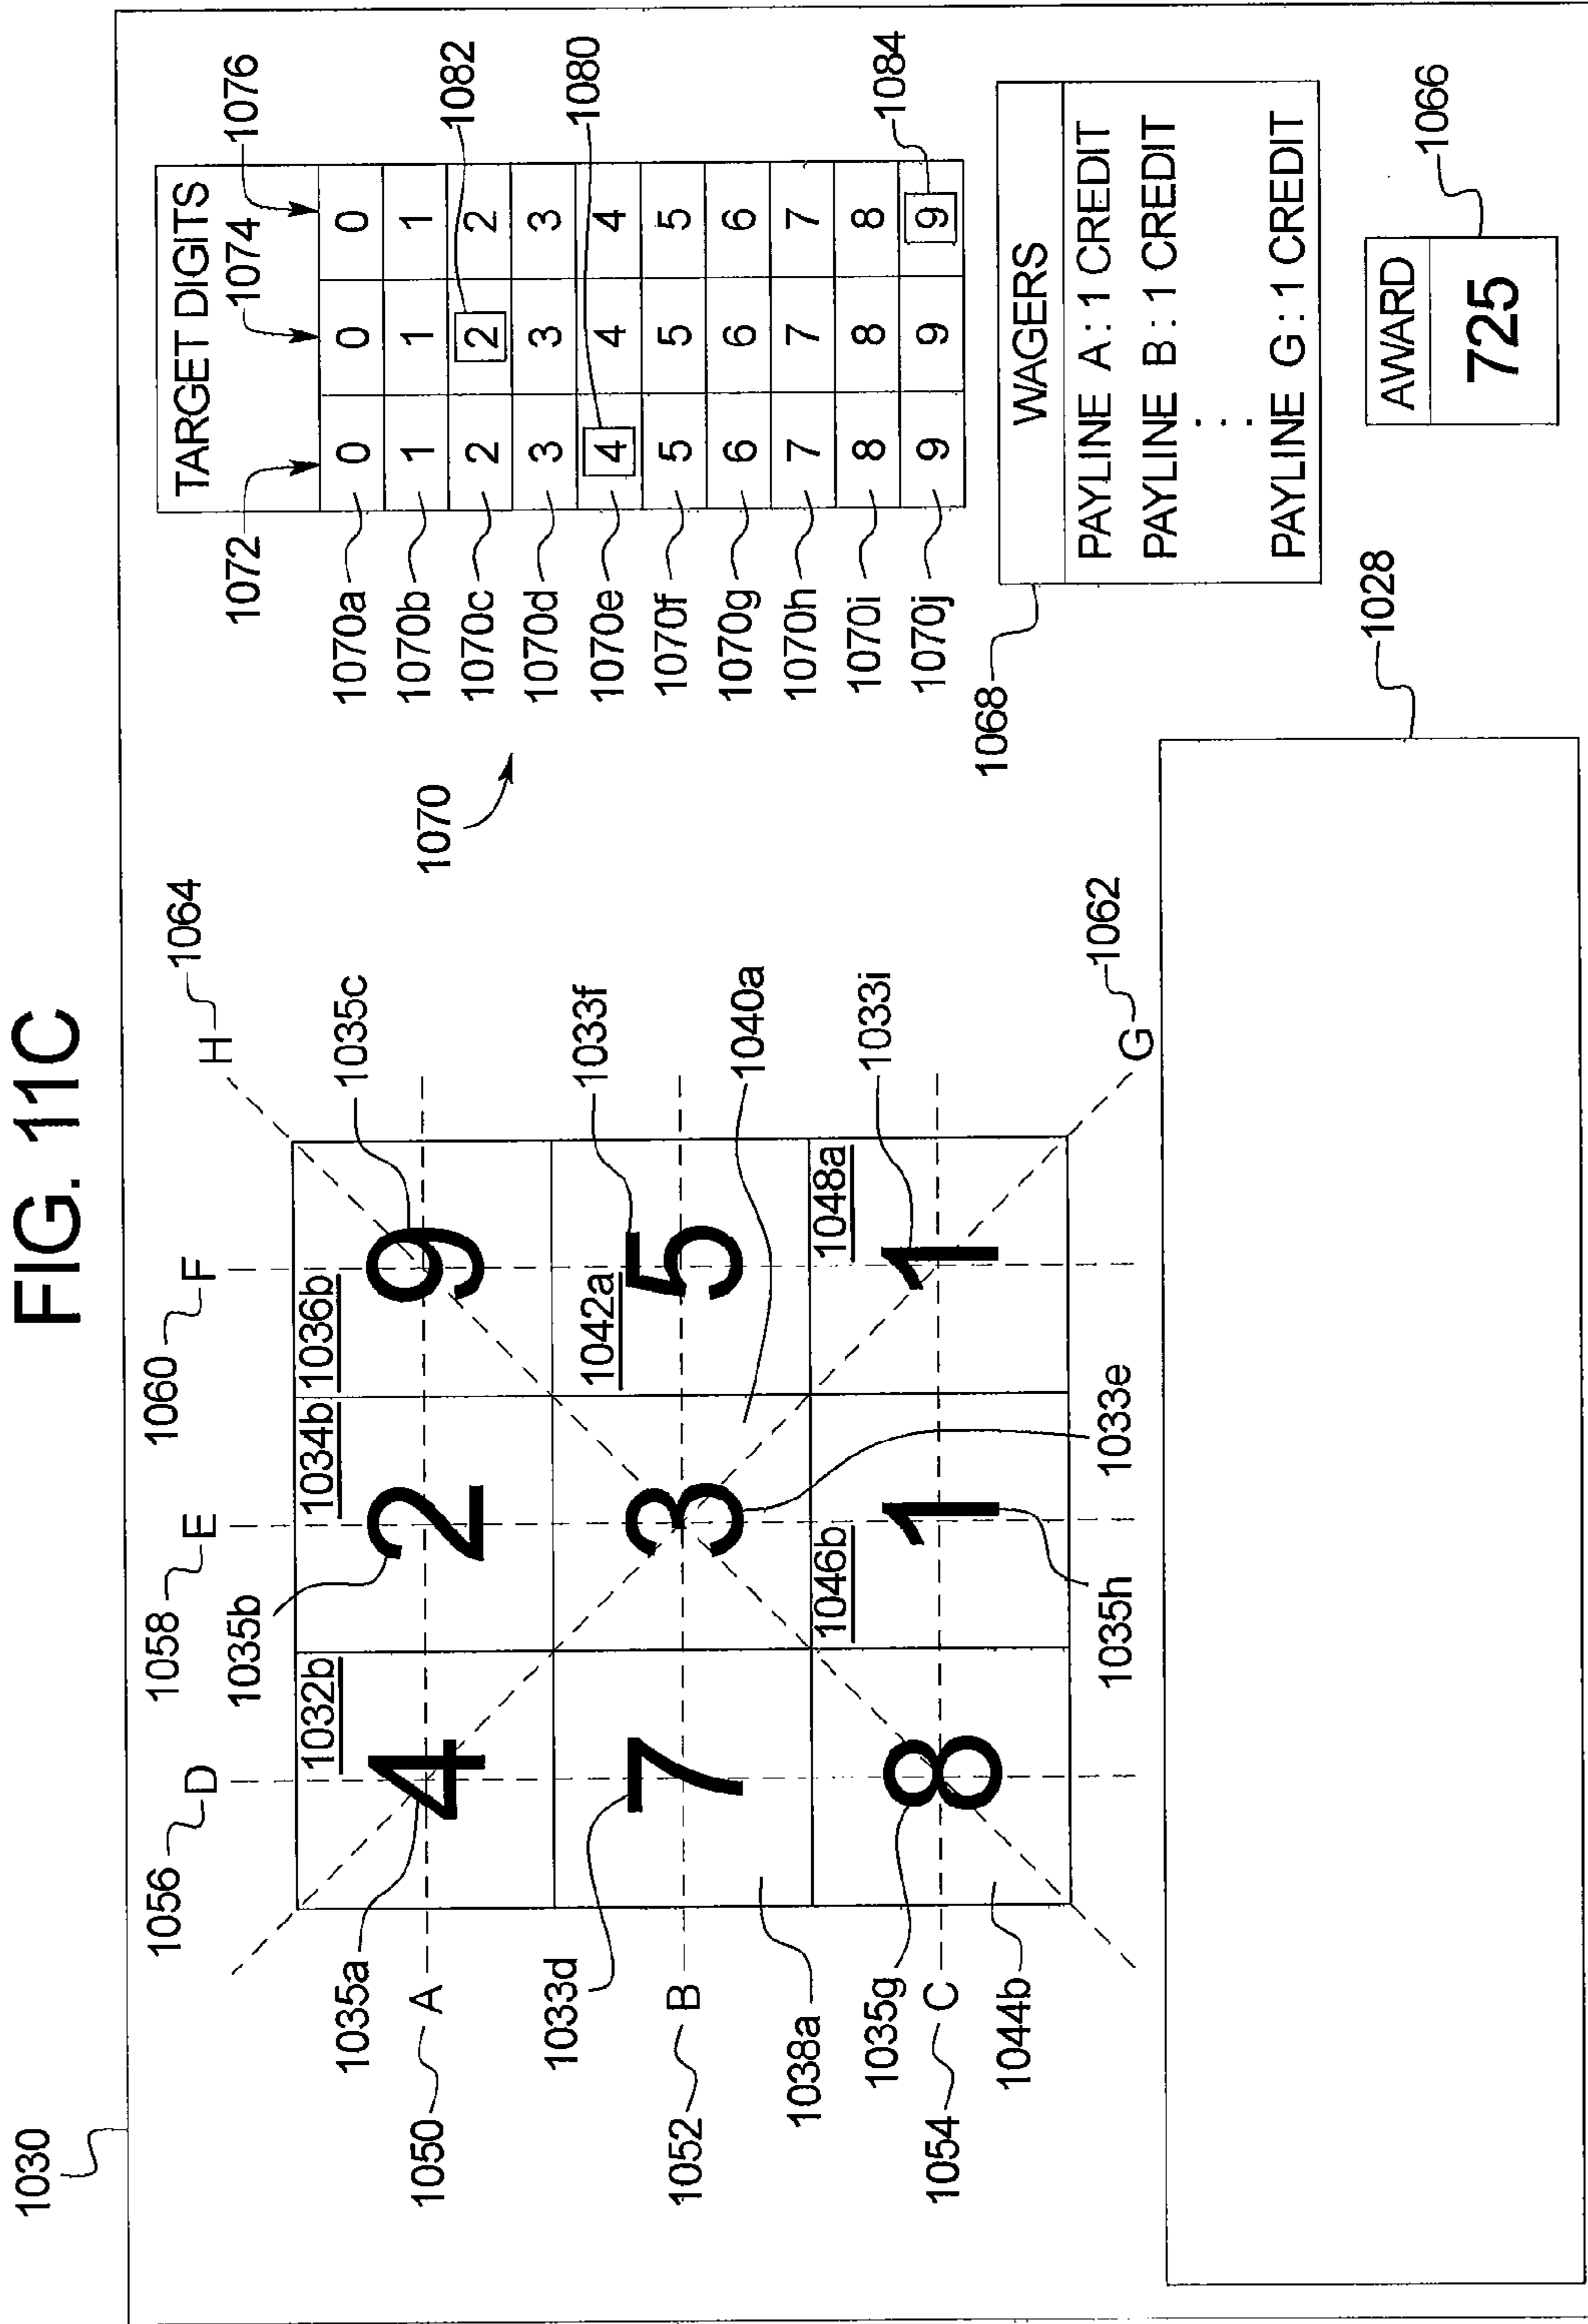 FIG. 11C
1030
1056 D
1058 E
1060 F
H 1064
1035b
1035a
1032b
1034b
1036b
1035c
1050 A
4 2 9
1033d
1042a
1033f
1052 B
7 3 5
1040a
1038a
1035g
1046b
1048a
1033i
1054 C
8 1 1
1044b
1035h
1033e
G 1062
1070
TARGET DIGITS
1072
1074
1076
1070a 0 0 0
1070b 1 1 1
1070c 2 2 2 1082
1070d 3 3 3
1070e 4 4 4 1080
1070f 5 5 5
1070g 6 6 6
1070h 7 7 7
1070i 8 8 8
1070j 9 9 9 1084
1068
WAGERS
PAYLINE A : 1 CREDIT
PAYLINE B : 1 CREDIT
. . .
PAYLINE G : 1 CREDIT
1028
AWARD
725
1066